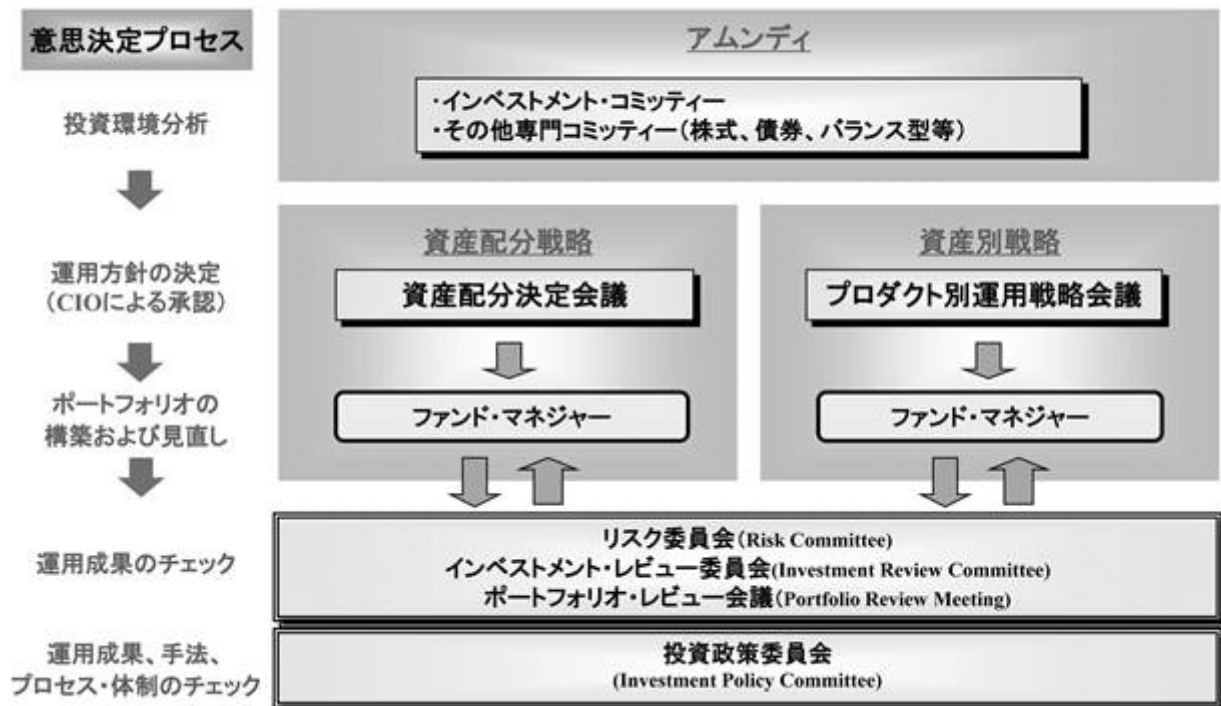 意思決定プロセス
アムンディ
投資環境分析
・インベストメント・コミッティー
・その他専門コミッティー（株式、債券、バランス型等）
資産配分戦略
資産別戦略
運用方針の決定
（CIOによる承認）
資産配分決定会議
プロダクト別運用戦略会議
ポートフォリオの
構築および見直し
ファンド・マネジャー
ファンド・マネジャー
運用成果のチェック
リスク委員会(Risk Committee)
インベストメント・レビュー委員会(Investment Review Committee)
ポートフォリオ・レビュー会議(Portfolio Review Meeting)
運用成果、手法、
プロセス・体制のチェック
投資政策委員会
(Investment Policy Committee)